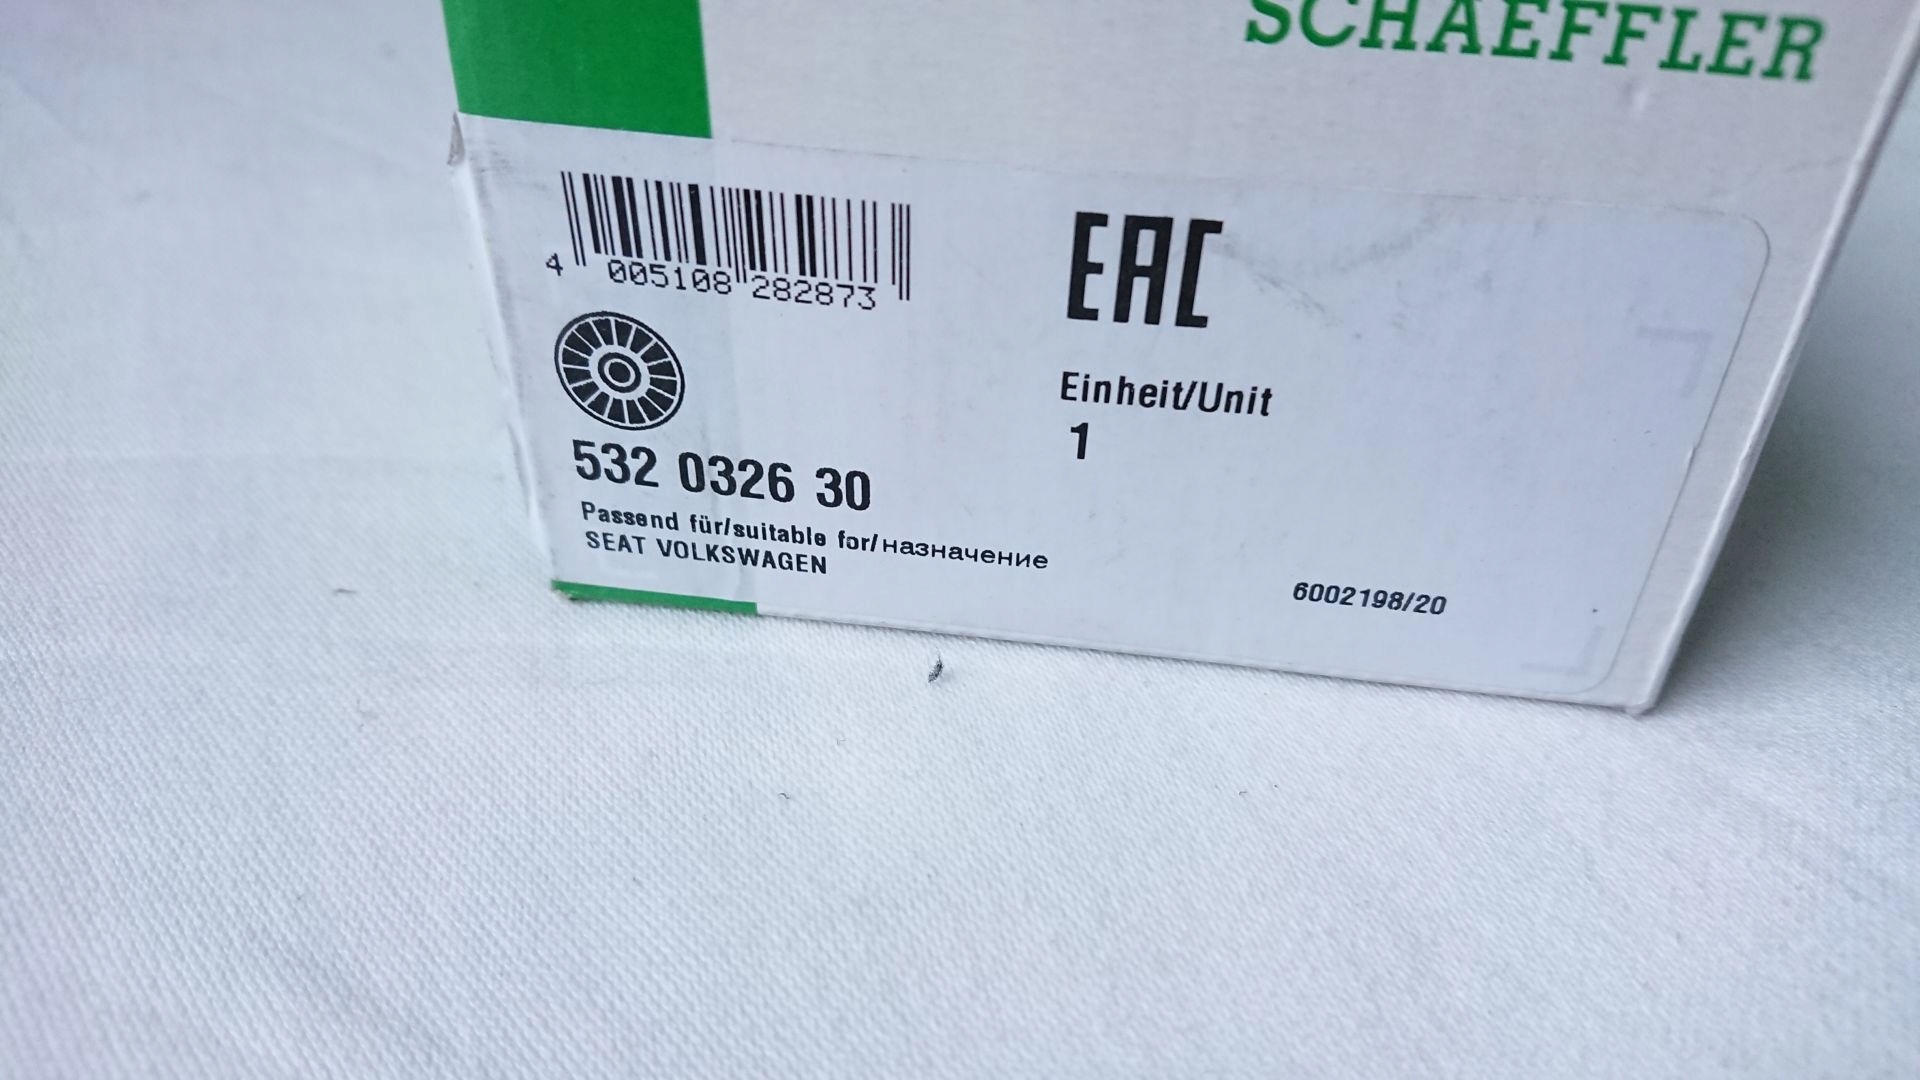 SCHAEFFLER
4 005108 282873
EAC
Einheit/Unit
1
532 0326 30
Passend für/suitable for/назначение
SEAT VOLKSWAGEN
6002198/20